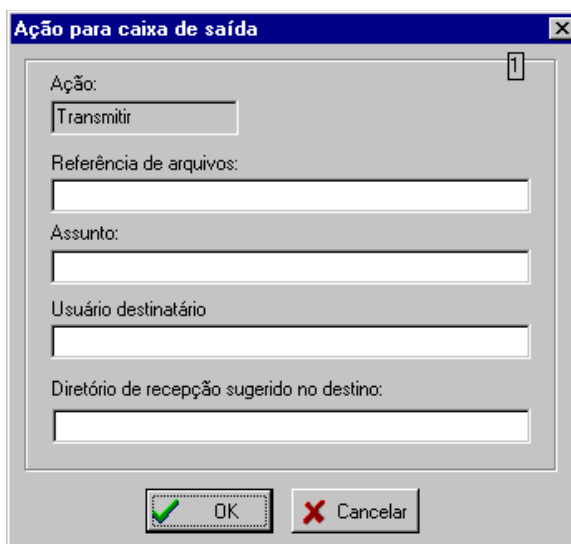 Ação para caixa de saída
1
Ação:
Transmitir
Referência de arquivos:
Assunto:
Usuário destinatário
Diretório de recepção sugerido no destino:
OK
Cancelar